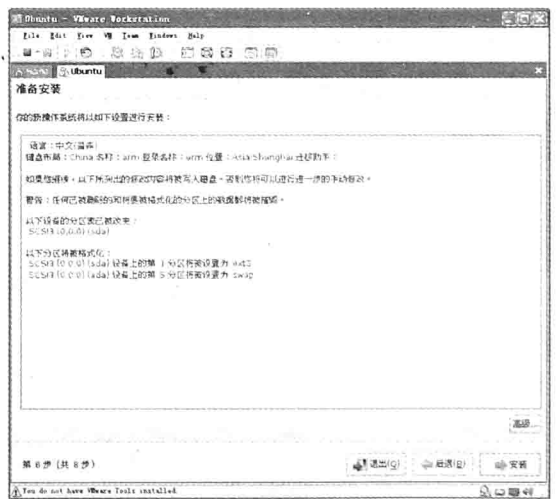 Ubuntu - VMware Workstation
File Edit View VM Team Windows Help
Home Ubuntu
准备安装
你的新操作系统将以如下设置进行安装：
语言：中文(简体)
键盘布局：China 名称：arm 登录名称：arm 位置：Asia/Shanghai 迁移助手：
如果您继续，以下所列出的修改内容将被写入磁盘。否则您将可以进行进一步的手动修改。
警告：任何已被删除的和将要被格式化的分区上的数据都将被摧毁。
以下设备的分区表已被改变：
SCSI3 (0,0,0) (sda)
以下分区将被格式化：
SCSI3 (0,0,0) (sda) 设备上的第 1 分区将被设置为 ext3
SCSI3 (0,0,0) (sda) 设备上的第 5 分区将被设置为 swap
高级...
第 6 步 (共 8 步)
退出(Q) 后退(B) 安装
You do not have VMware Tools installed.